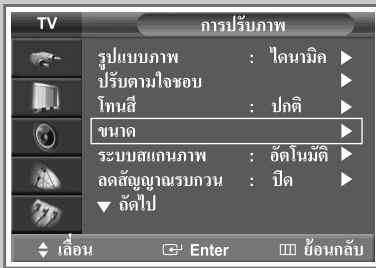 TV การปรับภาพ
รูปแบบภาพ : ไดนามิค ▶
ปรับตามใจชอบ ▶
โทนสี : ปกติ ▶
ขนาด ▶
ระบบสแกนภาพ : อัตโนมัติ ▶
ลดสัญญาณรบกวน : ปิด ▶
▼ ถัดไป
เลื่อน Enter ย้อนกลับ